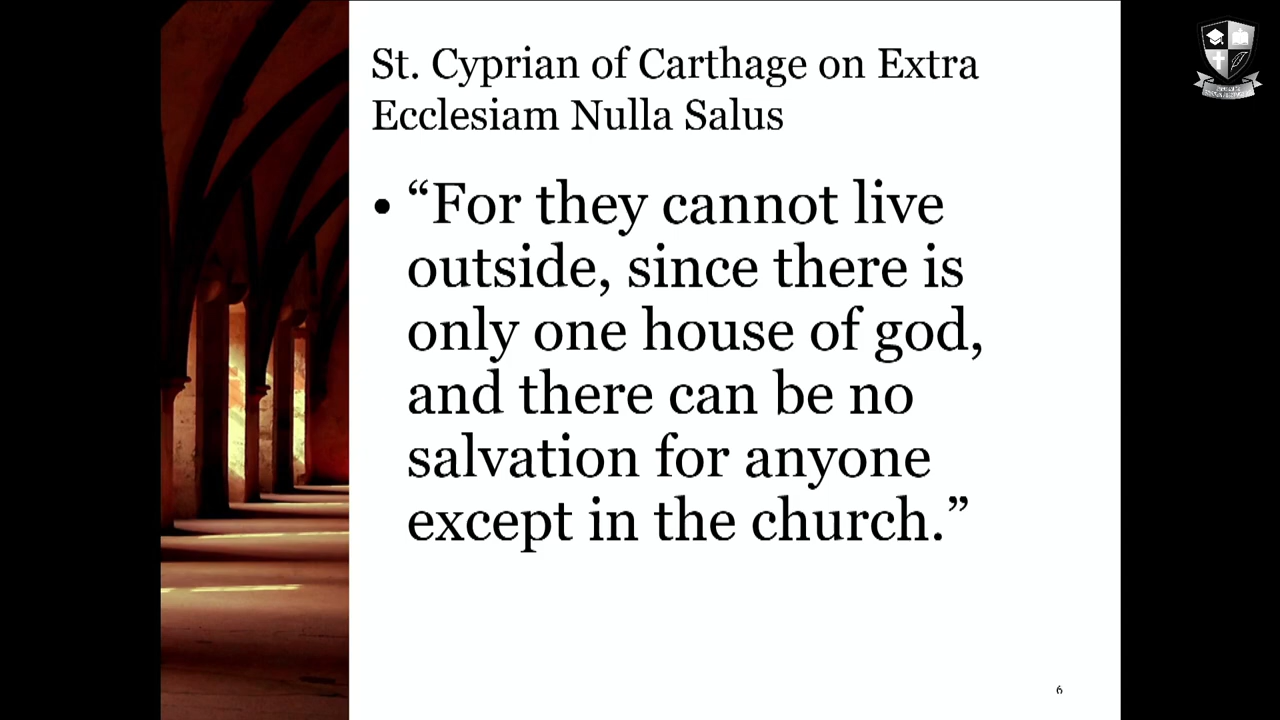 St. Cyprian of Carthage on Extra
Ecclesiam Nulla Salus
• “For they cannot live
outside, since there is
only one house of god,
and there can be no
salvation for anyone
except in the church.”
6